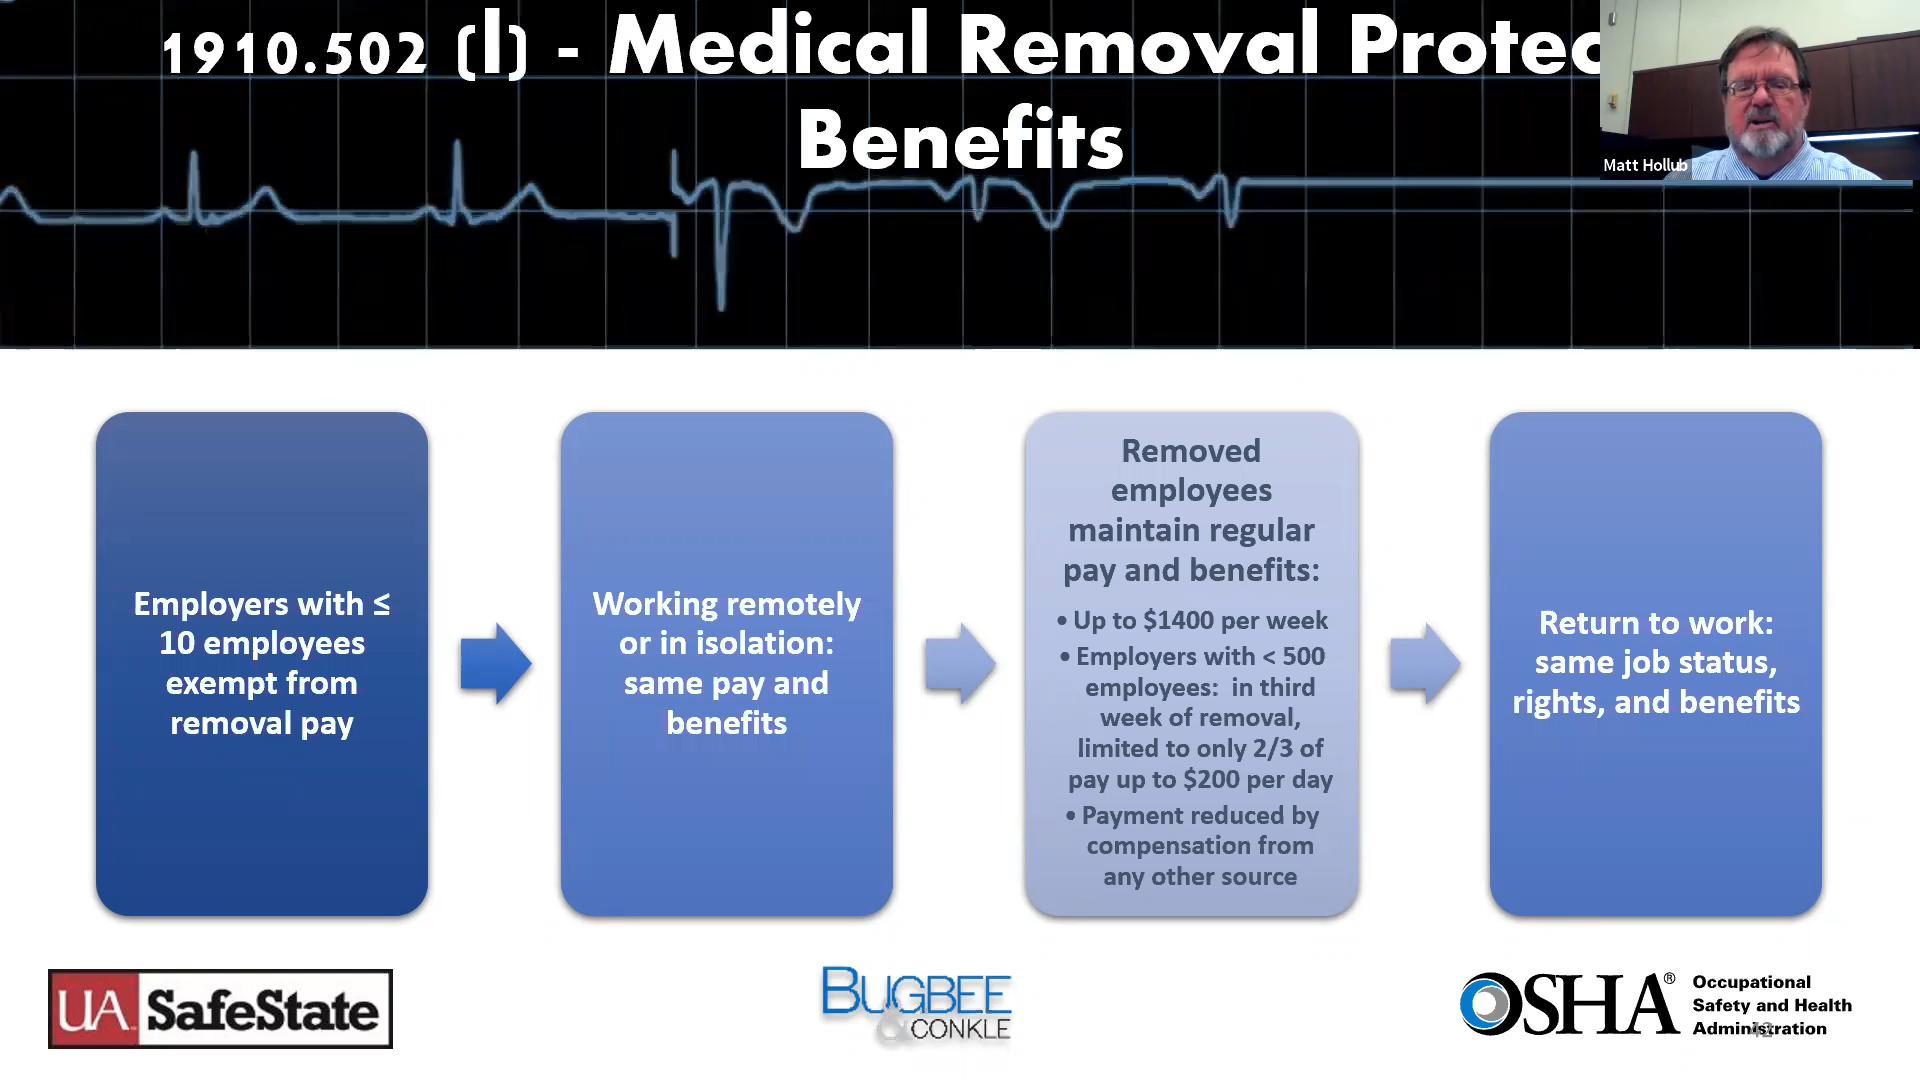 1910.502 (l) - Medical Removal Protec
Benefits
Matt Hollub
Employers with ≤
10 employees
exempt from
removal pay
Working remotely
or in isolation:
same pay and
benefits
Removed
employees
maintain regular
pay and benefits:
• Up to $1400 per week
• Employers with < 500
employees: in third
week of removal,
limited to only 2/3 of
pay up to $200 per day
• Payment reduced by
compensation from
any other source
Return to work:
same job status,
rights, and benefits
UA SafeState
BUGBEE
& CONKLE
OSHA®
Occupational
Safety and Health
Administration
42